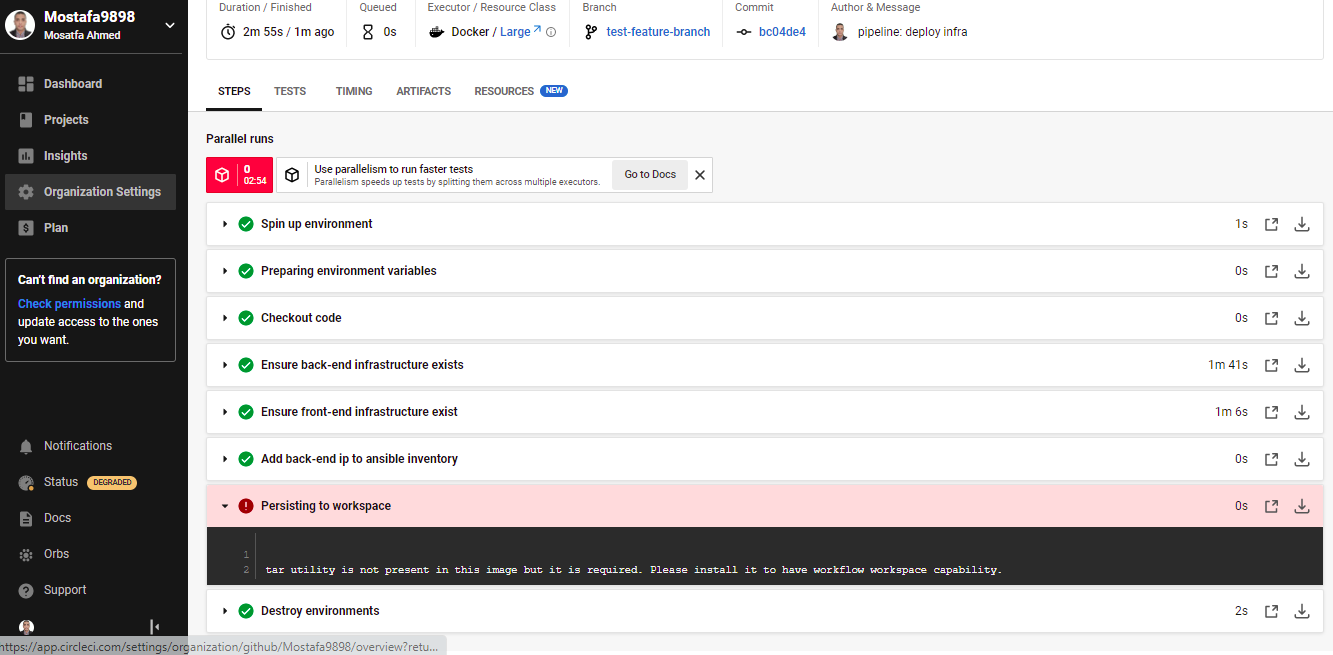 Mostafa9898
Mosatfa Ahmed
Dashboard
Projects
Insights
Organization Settings
Plan
Can't find an organization?
Check permissions and
update access to the ones
you want.
Notifications
Status DEGRADED
Docs
Orbs
Support
https://app.circleci.com/settings/organization/github/Mostafa9898/overview?retu...
Duration / Finished
2m 55s / 1m ago
Queued
0s
Executor / Resource Class
Docker / Large
Branch
test-feature-branch
Commit
bc04de4
Author & Message
pipeline: deploy infra
STEPS TESTS TIMING ARTIFACTS RESOURCES NEW
Parallel runs
0
02:54
Use parallelism to run faster tests
Parallelism speeds up tests by splitting them across multiple executors.
Go to Docs
Spin up environment 1s
Preparing environment variables 0s
Checkout code 0s
Ensure back-end infrastructure exists 1m 41s
Ensure front-end infrastructure exist 1m 6s
Add back-end ip to ansible inventory 0s
Persisting to workspace 0s
1
2 tar utility is not present in this image but it is required. Please install it to have workflow workspace capability.
Destroy environments 2s